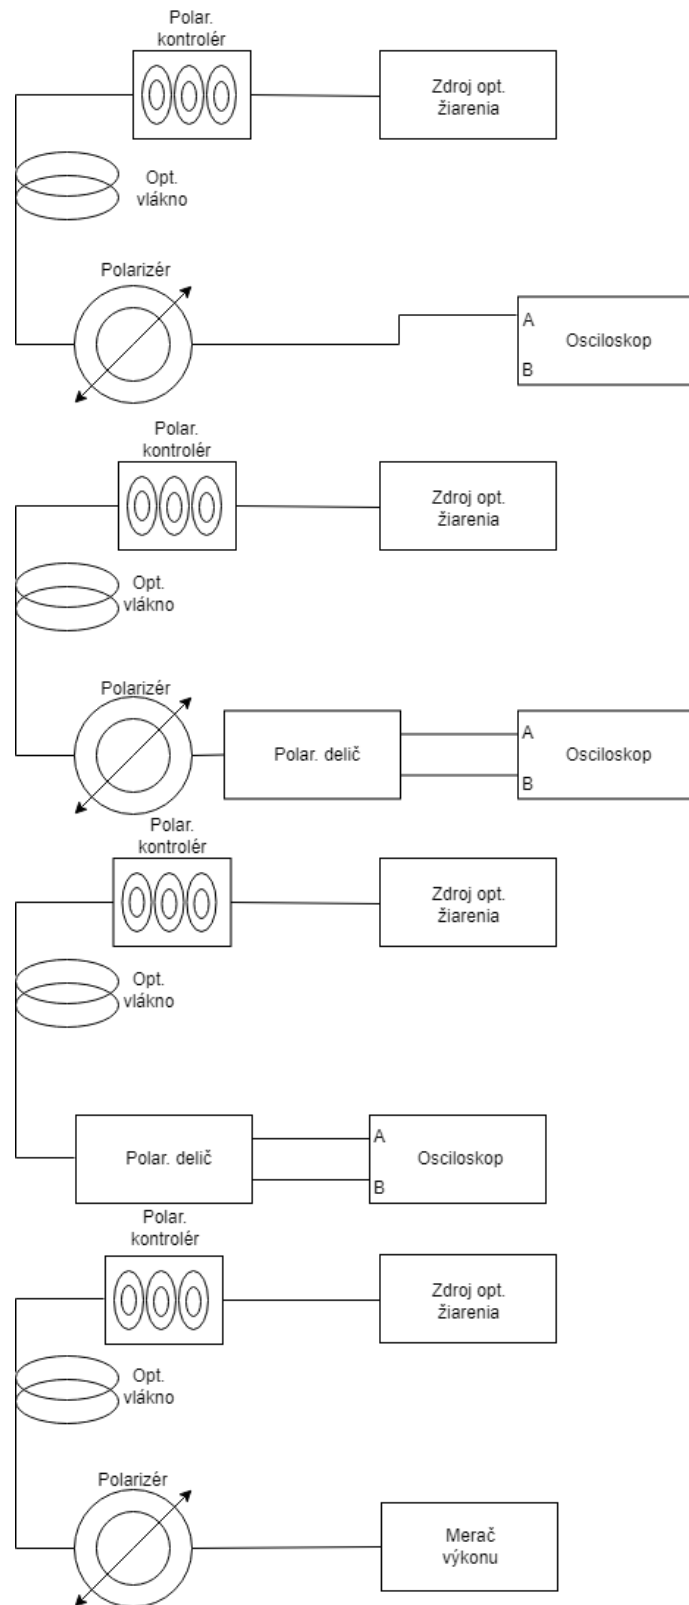 Polar.
kontrolér
Zdroj opt.
žiarenia
Opt.
vlákno
Polarizér
A
Osciloskop
B
Polar.
kontrolér
Zdroj opt.
žiarenia
Opt.
vlákno
Polarizér
Polar. delič
A
Osciloskop
B
Polar.
kontrolér
Zdroj opt.
žiarenia
Opt.
vlákno
Polar. delič
A
Osciloskop
B
Polar.
kontrolér
Zdroj opt.
žiarenia
Opt.
vlákno
Polarizér
Merač
výkonu